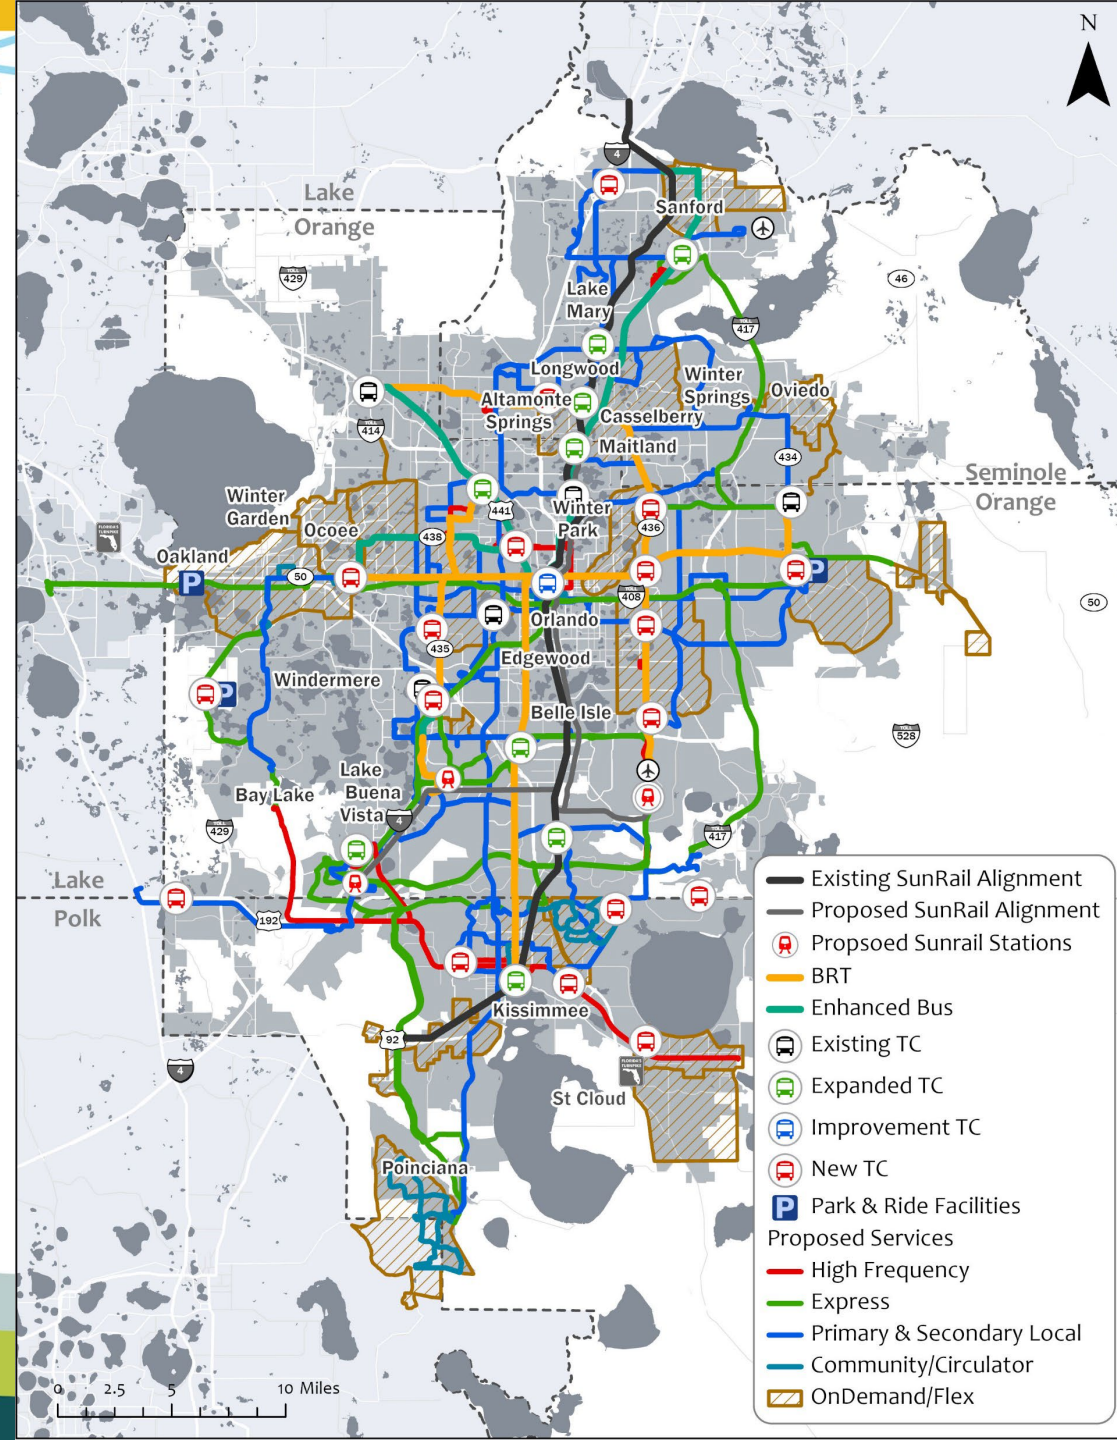 N
4
Lake
Orange
Sanford
429
46
Lake
Mary
417
Longwood
Winter
Springs
Oviedo
Altamonte
Springs
Casselberry
414
Maitland
434
Seminole
Orange
Winter
Garden
441
Winter
Park
436
Ocoee
438
FLORIDA'S
TURNPIKE
Oakland
P
50
P
408
50
Orlando
435
Edgewood
Windermere
P
Belle Isle
528
Lake
Buena
Vista
Bay Lake
4
429
417
Lake
Polk
192
Kissimmee
92
4
FLORIDA'S
TURNPIKE
St Cloud
Poinciana
Existing SunRail Alignment
Proposed SunRail Alignment
Propsoed Sunrail Stations
BRT
Enhanced Bus
Existing TC
Expanded TC
Improvement TC
New TC
P Park & Ride Facilities
Proposed Services
High Frequency
Express
Primary & Secondary Local
Community/Circulator
OnDemand/Flex
0 2.5 5 10 Miles